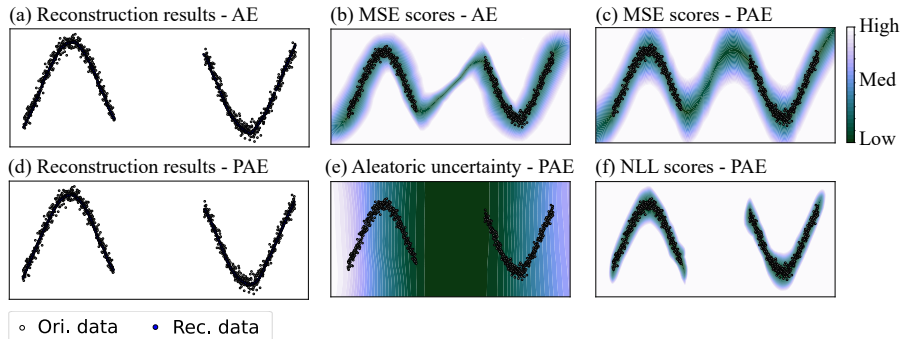 (a) Reconstruction results - AE
(b) MSE scores - AE
(c) MSE scores - PAE
High
Med
Low
(d) Reconstruction results - PAE
(e) Aleatoric uncertainty - PAE
(f) NLL scores - PAE
Ori. data
Rec. data